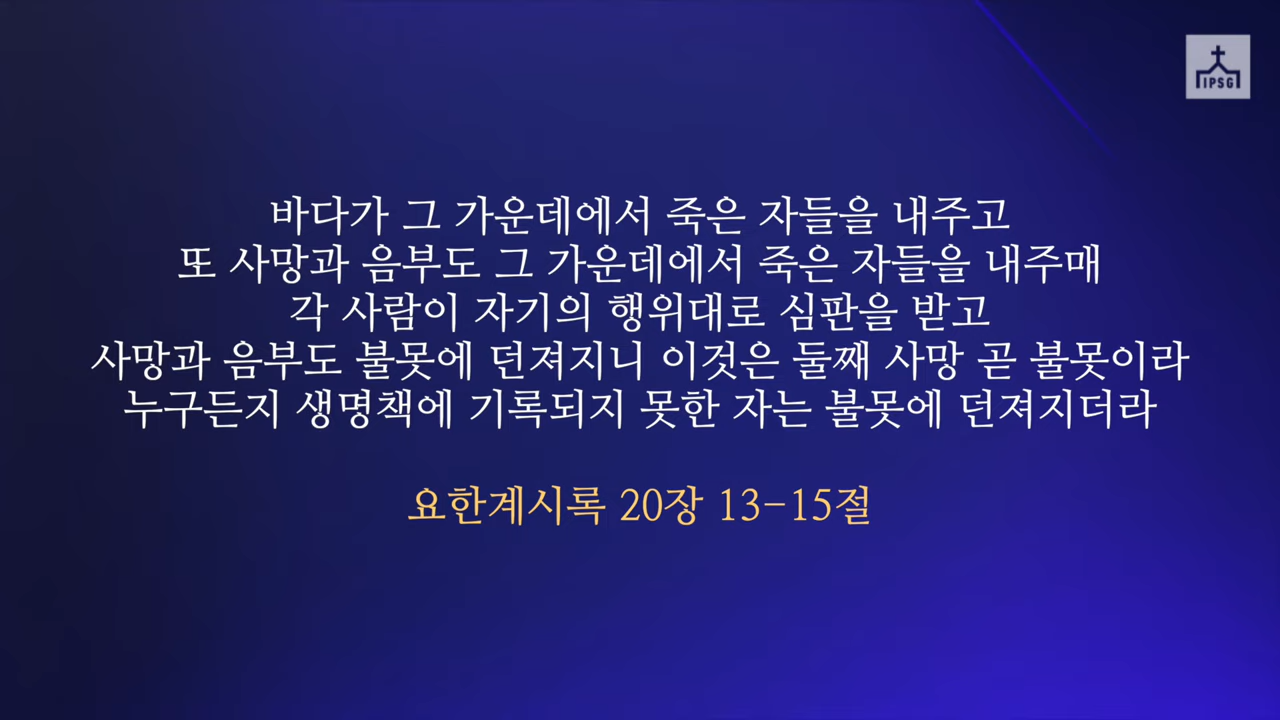 IPSG
바다가 그 가운데에서 죽은 자들을 내주고
또 사망과 음부도 그 가운데에서 죽은 자들을 내주매
각 사람이 자기의 행위대로 심판을 받고
사망과 음부도 불못에 던져지니 이것은 둘째 사망 곧 불못이라
누구든지 생명책에 기록되지 못한 자는 불못에 던져지더라
요한계시록 20장 13-15절